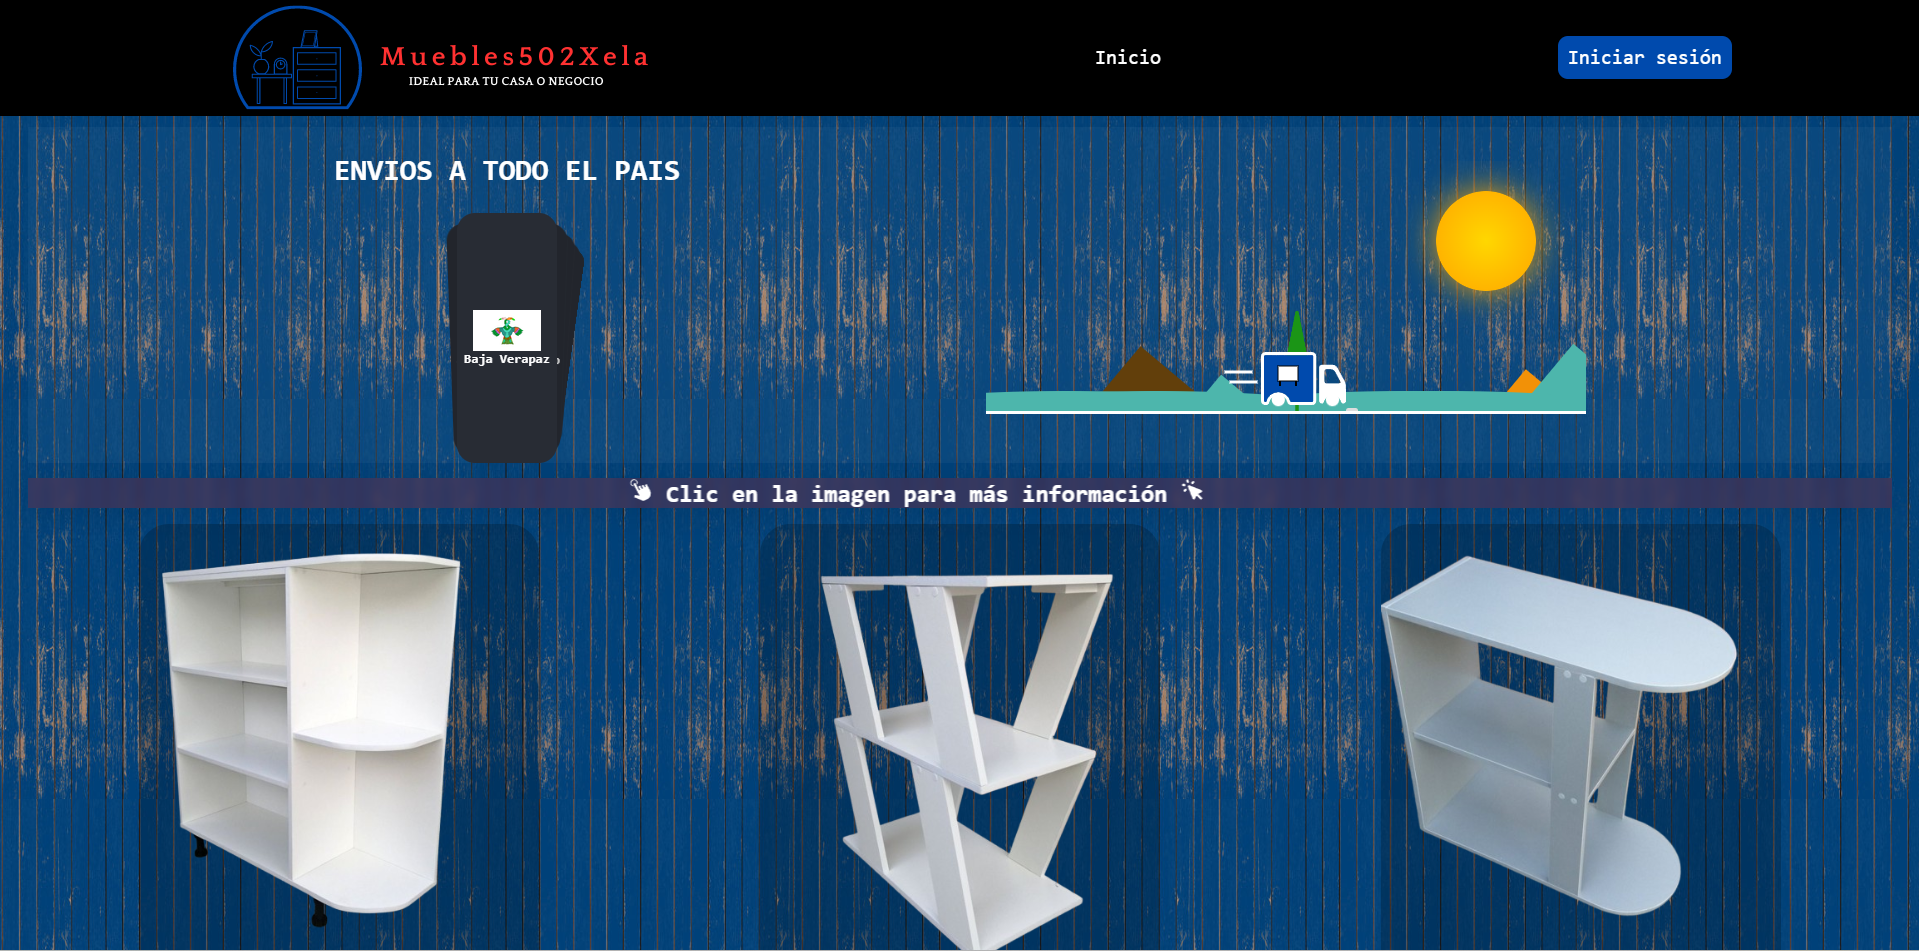 Muebles502Xela
IDEAL PARA TU CASA O NEGOCIO
Inicio
Iniciar sesión
ENVIOS A TODO EL PAIS
Baja Verapaz
Clic en la imagen para más información